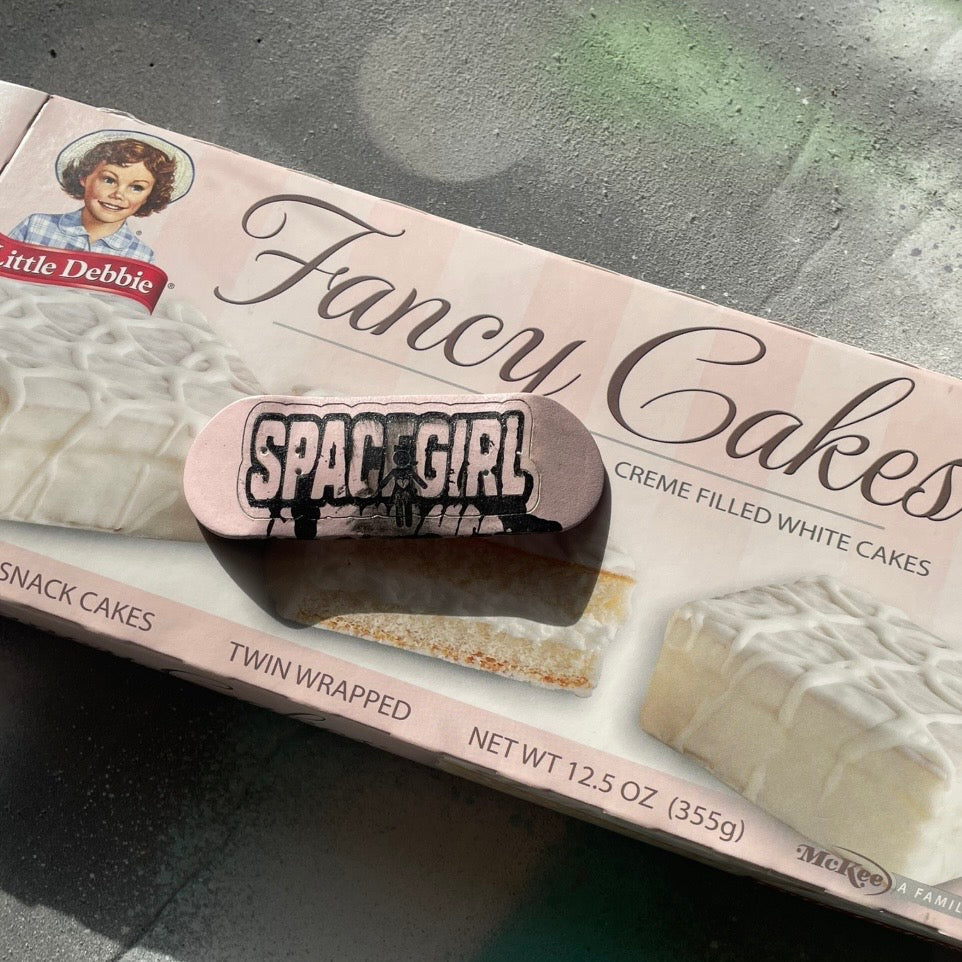 Little Debbie®
Fancy Cakes
CREME FILLED WHITE CAKES
SPACEGIRL
SNACK CAKES
TWIN WRAPPED
NET WT 12.5 OZ (355g)
McKee
A FAMIL